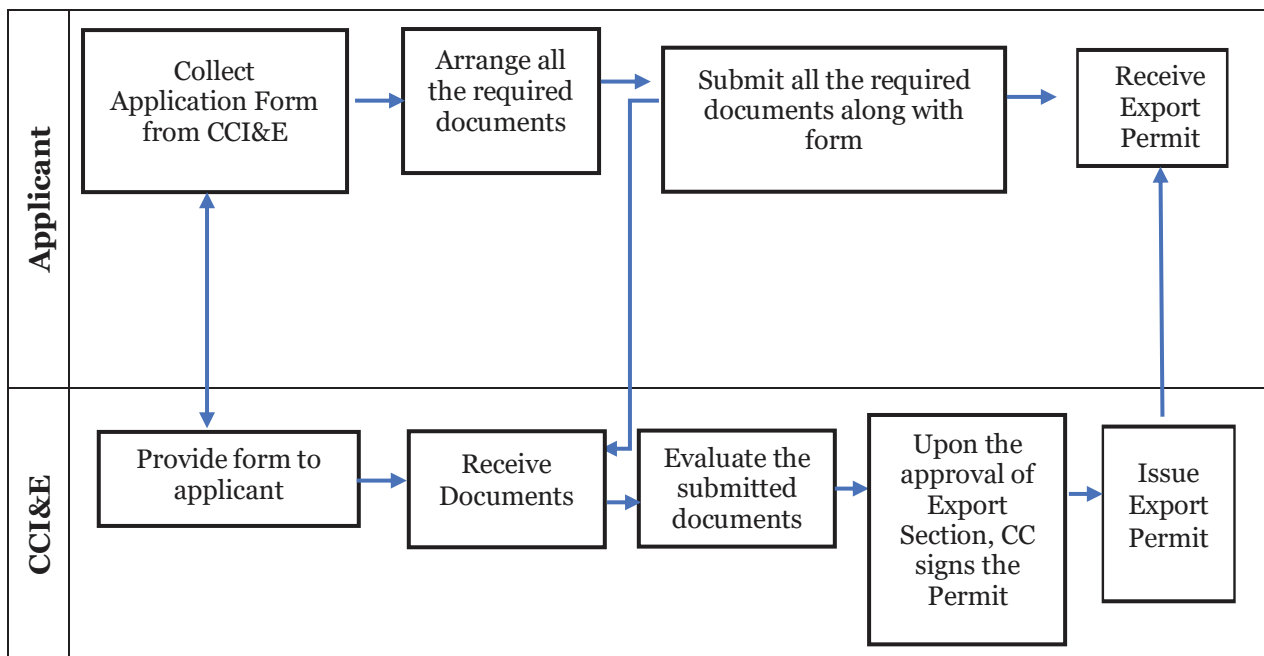 Applicant
Collect
Application Form
from CCI&E
Arrange all
the required
documents
Submit all the required
documents along with
form
Receive
Export
Permit
CCI&E
Provide form to
applicant
Receive
Documents
Evaluate the
submitted
documents
Upon the
approval of
Export
Section, CC
signs the
Permit
Issue
Export
Permit